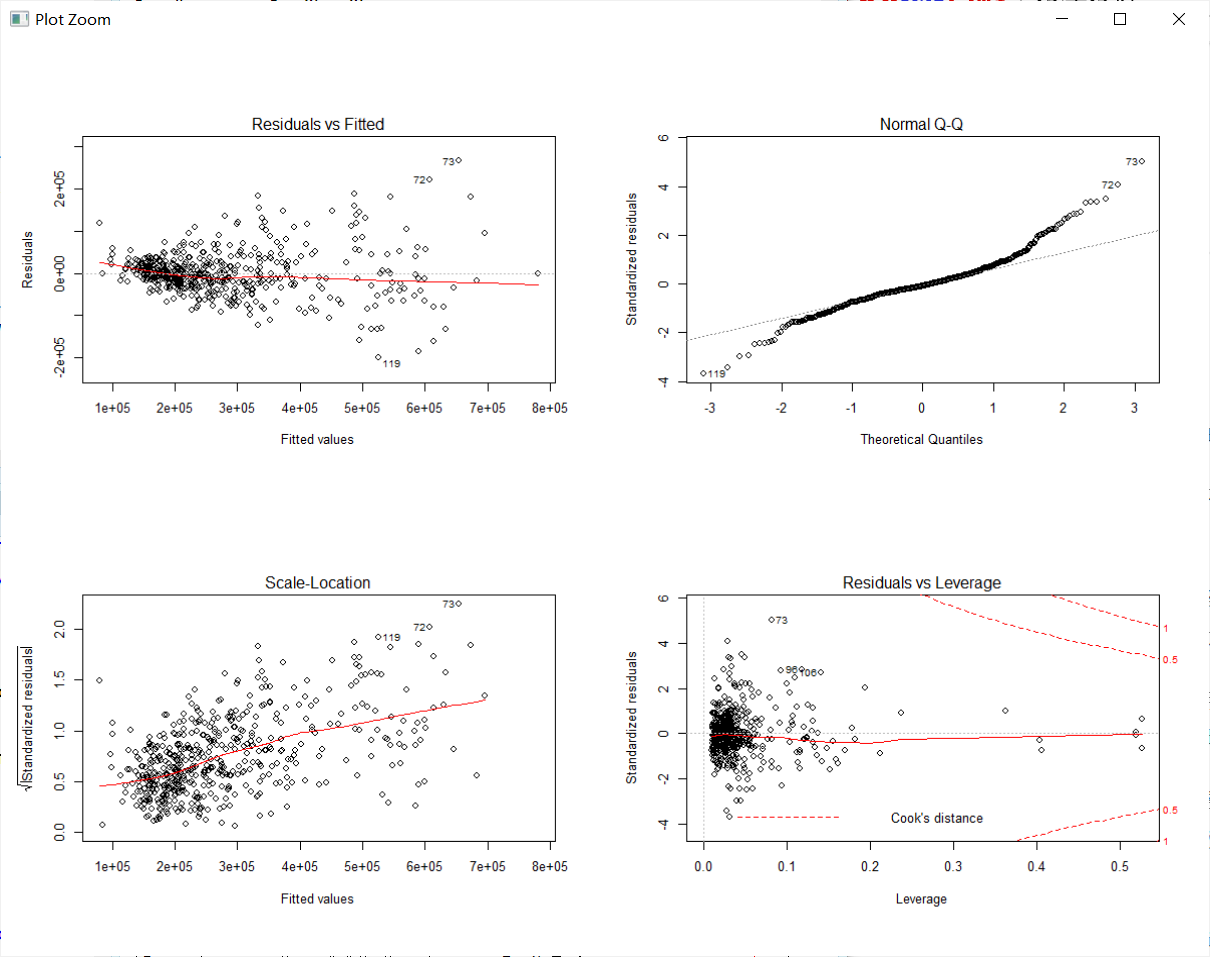 Plot Zoom
Residuals vs Fitted
Residuals
-2e+05 0e+00 2e+05
73
72
119
1e+05 2e+05 3e+05 4e+05 5e+05 6e+05 7e+05 8e+05
Fitted values
Normal Q-Q
Standardized residuals
-4 -2 0 2 4 6
73
72
119
-3 -2 -1 0 1 2 3
Theoretical Quantiles
Scale-Location
√|Standardized residuals|
0.0 0.5 1.0 1.5 2.0
73
72
119
1e+05 2e+05 3e+05 4e+05 5e+05 6e+05 7e+05 8e+05
Fitted values
Residuals vs Leverage
Standardized residuals
-4 -2 0 2 4 6
73
96
106
1
0.5
0.5
1
Cook's distance
0.0 0.1 0.2 0.3 0.4 0.5
Leverage